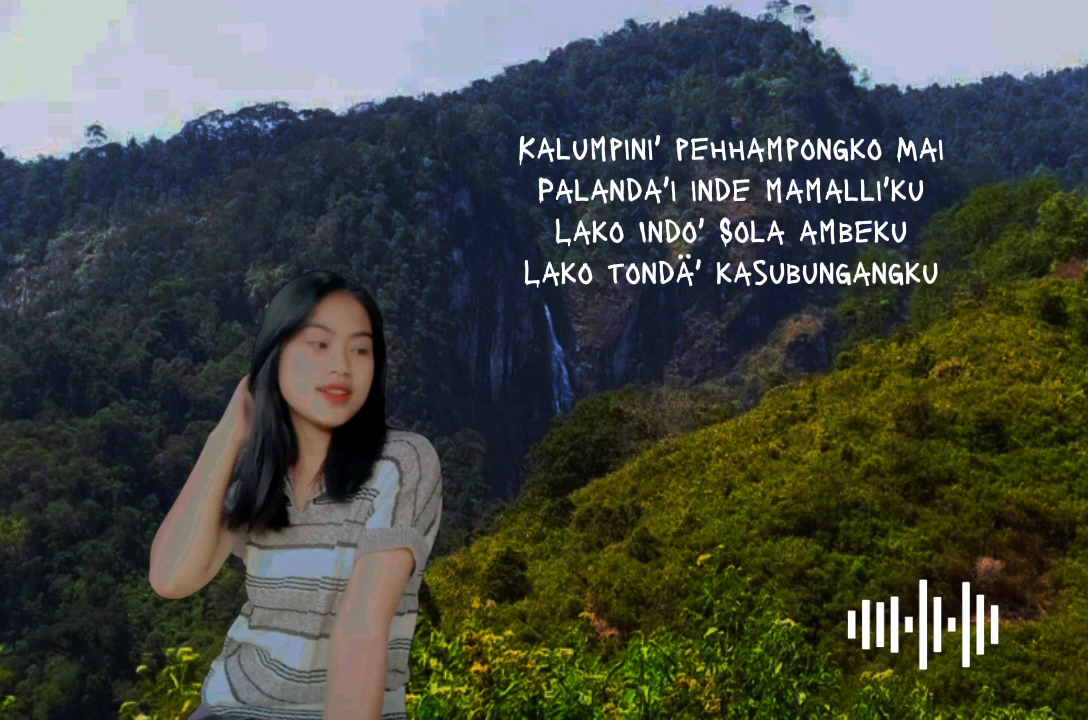 KALUMPINI' PEHHAMPONGKO MAI
PALANDA'I INDE MAMALLI'KU
LAKO INDO' SOLA AMBEKU
LAKO TONDÄ' KASUBUNGANGKU